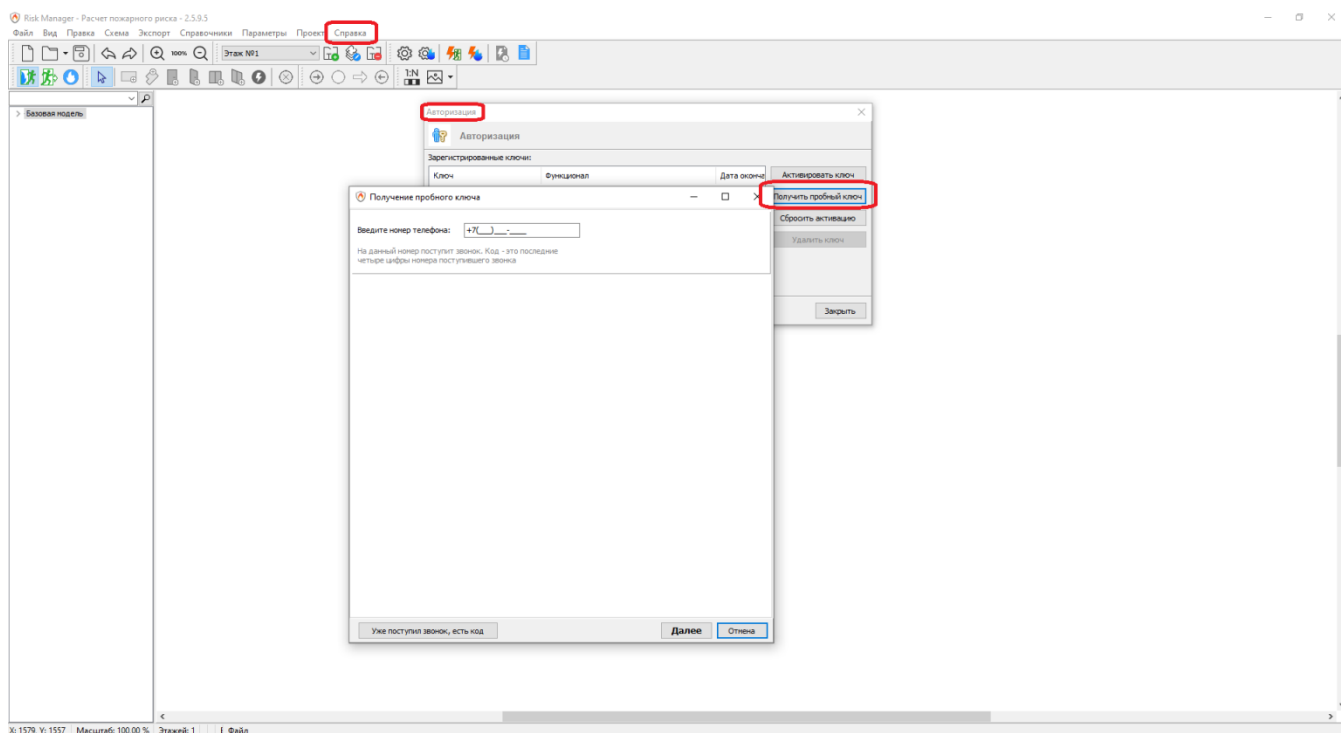 Risk Manager - Расчет пожарного риска - 2.5.9.5
Файл Вид Правка Схема Экспорт Справочники Параметры Проект Справка
100% Этаж №1
1:N
Базовая модель
Авторизация
Авторизация
Зарегистрированные ключи:
Ключ Функционал Дата оконча
Активировать ключ
Получить пробный ключ
Сбросить активацию
Удалить ключ
Закрыть
Получение пробного ключа
Введите номер телефона: +7(___)___-____
На данный номер поступит звонок. Код - это последние
четыре цифры номера поступившего звонка
Уже поступил звонок, есть код Далее Отмена
X: 1579, Y: 1557 Масштаб: 100,00 % Этажей: 1 [ Файл